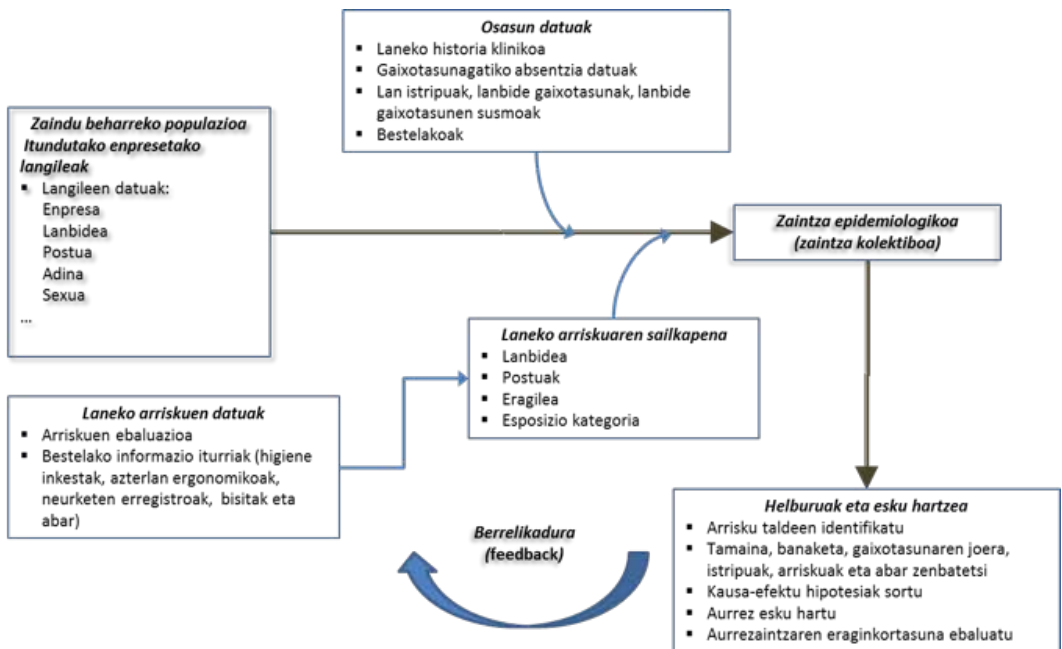 Osasun datuak
▪ Laneko historia klinikoa
▪ Gaixotasunagatiko absentzia datuak
▪ Lan istripuak, lanbide gaixotasunak, lanbide
gaixotasunen susmoak
▪ Bestelakoak
Zaindu beharreko populazioa
Itundutako enpresetako
langileak
▪ Langileen datuak:
Enpresa
Lanbidea
Postua
Adina
Sexua
...
Zaintza epidemiologikoa
(zaintza kolektiboa)
Laneko arriskuaren sailkapena
▪ Lanbidea
▪ Postuak
▪ Eragilea
▪ Esposizio kategoria
Laneko arriskuen datuak
▪ Arriskuen ebaluazioa
▪ Bestelako informazio iturriak (higiene
inkestak, azterlan ergonomikoak,
neurketen erregistroak, bisitak eta
abar)
Berrelikadura
(feedback)
Helburuak eta esku hartzea
▪ Arrisku taldeen identifikatu
▪ Tamaina, banaketa, gaixotasunaren joera,
istripuak, arriskuak eta abar zenbatetsi
▪ Kausa-efektu hipotesiak sortu
▪ Aurrez esku hartu
▪ Aurrezaintzaren eraginkortasuna ebaluatu